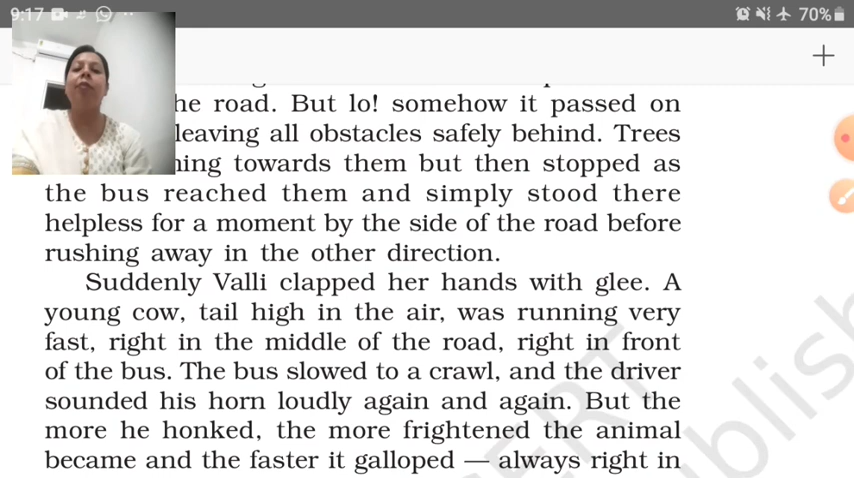 9:17
70%
he road. But lo! somehow it passed on
leaving all obstacles safely behind. Trees
ning towards them but then stopped as
the bus reached them and simply stood there
helpless for a moment by the side of the road before
rushing away in the other direction.
Suddenly Valli clapped her hands with glee. A
young cow, tail high in the air, was running very
fast, right in the middle of the road, right in front
of the bus. The bus slowed to a crawl, and the driver
sounded his horn loudly again and again. But the
more he honked, the more frightened the animal
became and the faster it galloped — always right in